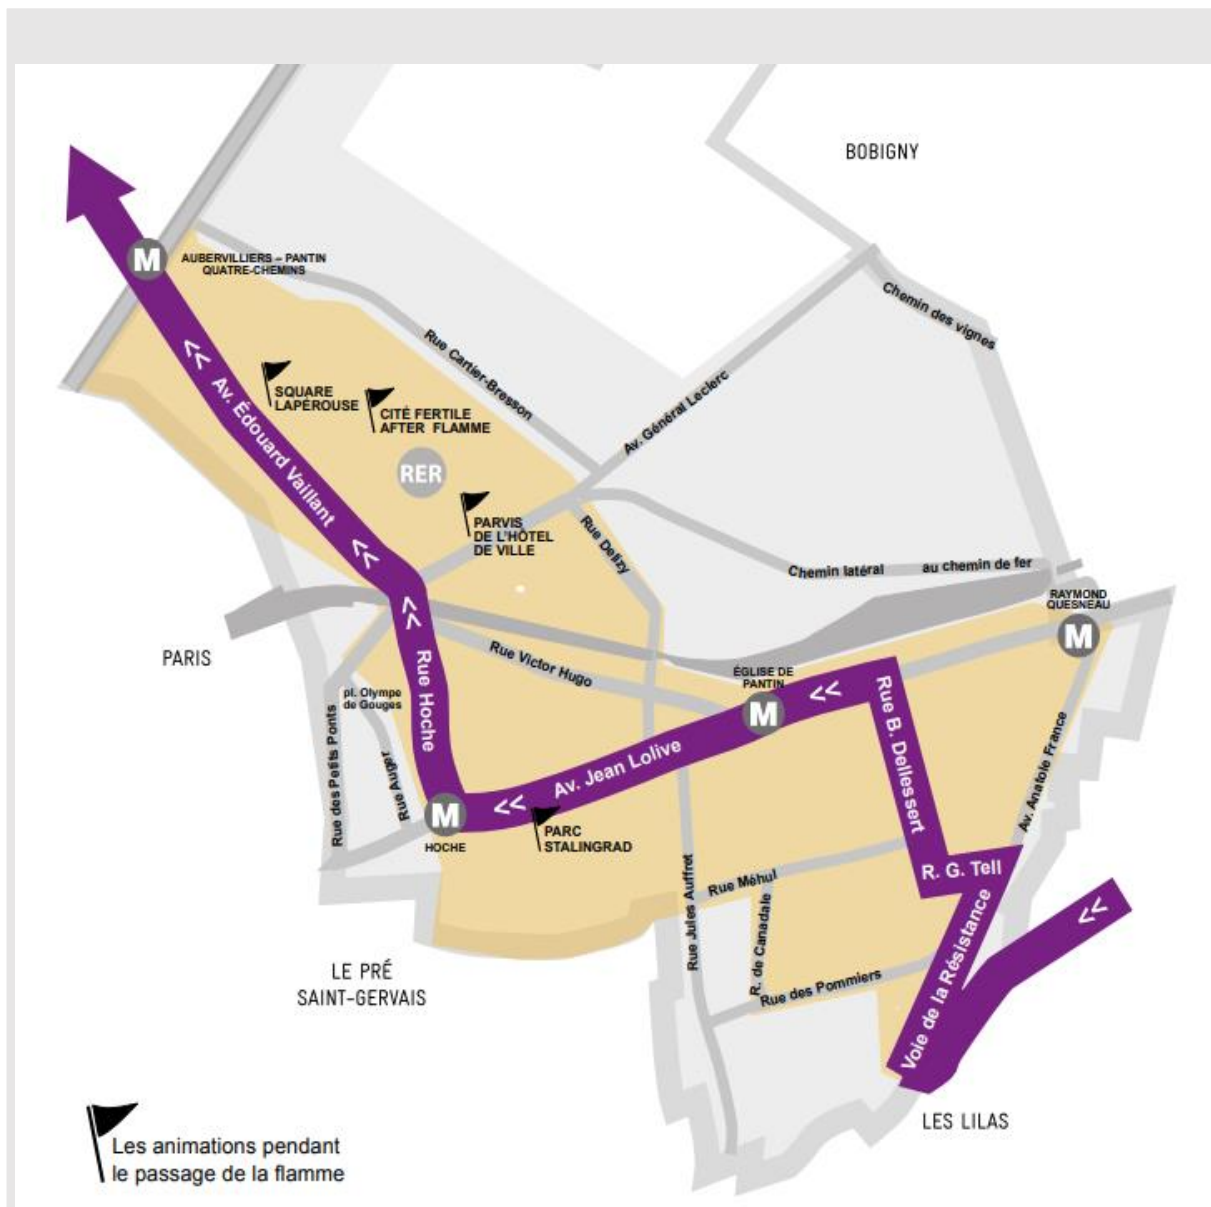 BOBIGNY
M
AUBERVILLIERS – PANTIN
QUATRE-CHEMINS
Chemin des vignes
Rue Cartier-Bresson
Av. Général Leclerc
SQUARE
LAPÉROUSE
CITÉ FERTILE
AFTER FLAMME
Av. Édouard Vaillant
RER
PARVIS
DE L'HÔTEL
DE VILLE
Rue Delizy
Chemin latéral
au chemin de fer
RAYMOND
QUESNEAU
M
PARIS
Rue Victor Hugo
ÉGLISE DE
PANTIN
M
Rue Hoche
pl. Olympe
de Gouges
Rue des Petits Ponts
Rue Auger
Av. Jean Lolive
Rue B. Dellessert
Av. Anatole France
M
HOCHE
PARC
STALINGRAD
R. G. Tell
Rue Méhul
Rue Jules Auffret
R. de Canadale
Rue des Pommiers
Voie de la Résistance
LE PRÉ
SAINT-GERVAIS
LES LILAS
Les animations pendant
le passage de la flamme